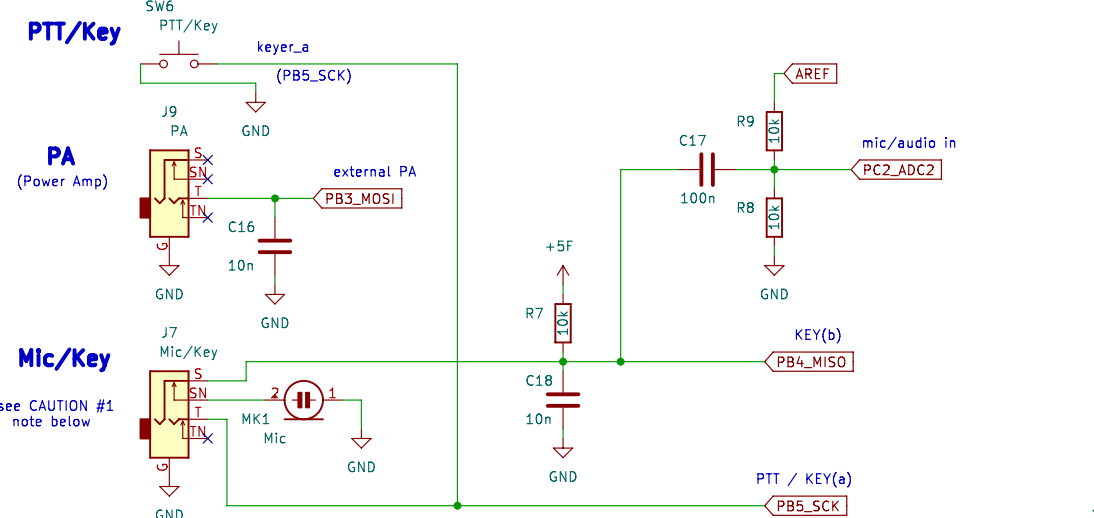 SW6
PTT/Key
PTT/Key
keyer_a
(PB5_SCK)
GND
J9
PA
PA
(Power Amp)
S
SN
T
TN
G
GND
external PA
PB3_MOSI
C16
10n
GND
AREF
R9
10k
mic/audio in
C17
100n
PC2_ADC2
R8
10k
GND
+5F
R7
10k
KEY(b)
PB4_MISO
C18
10n
GND
J7
Mic/Key
Mic/Key
see CAUTION #1
note below
S
SN
T
TN
G
GND
2
1
MK1
Mic
GND
PTT / KEY(a)
PB5_SCK